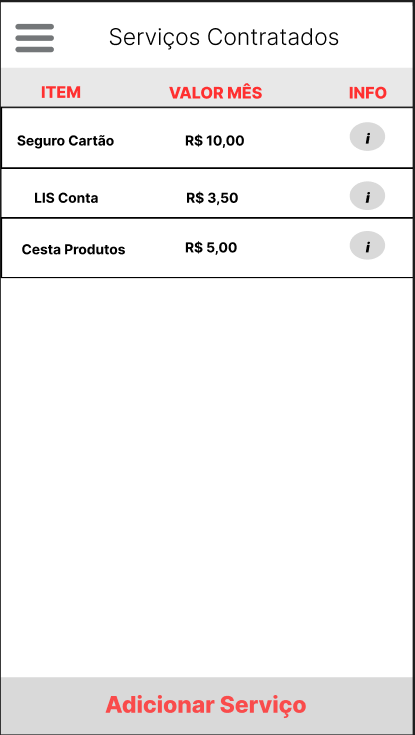 Serviços Contratados
ITEM VALOR MÊS INFO
Seguro Cartão R$ 10,00 i
LIS Conta R$ 3,50 i
Cesta Produtos R$ 5,00 i
Adicionar Serviço